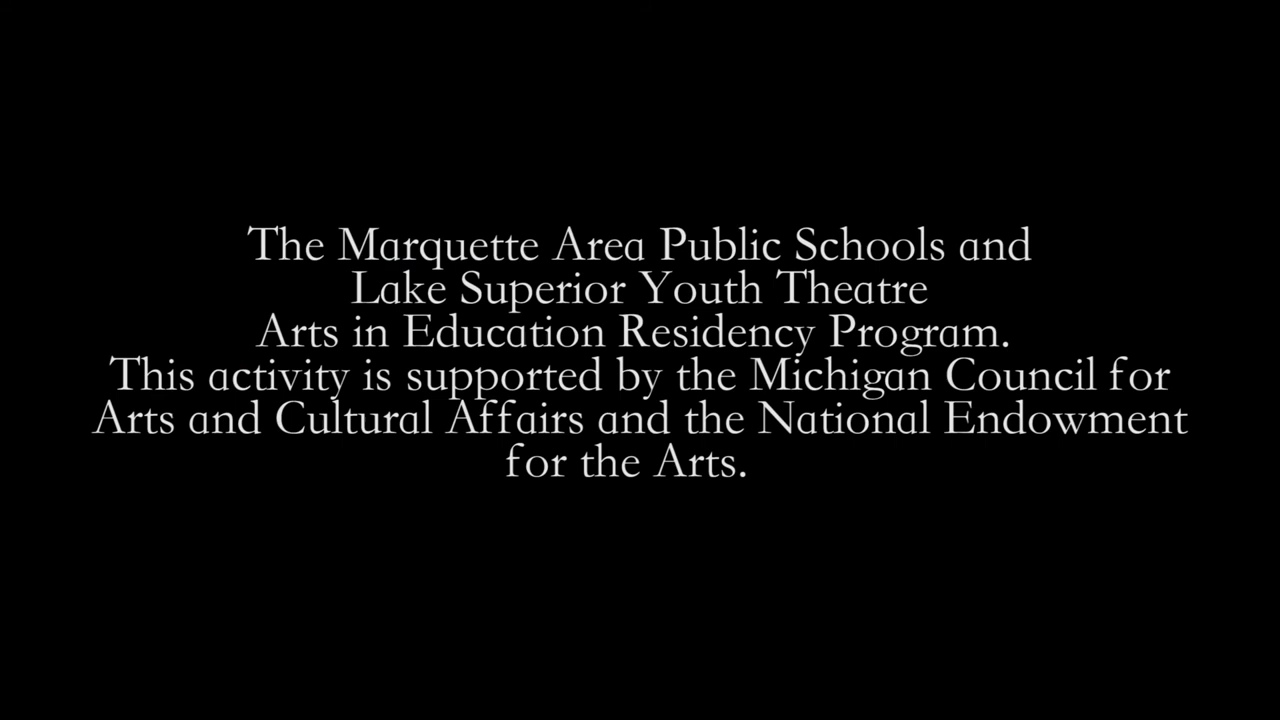 The Marquette Area Public Schools and
Lake Superior Youth Theatre
Arts in Education Residency Program.
This activity is supported by the Michigan Council for
Arts and Cultural Affairs and the National Endowment
for the Arts.